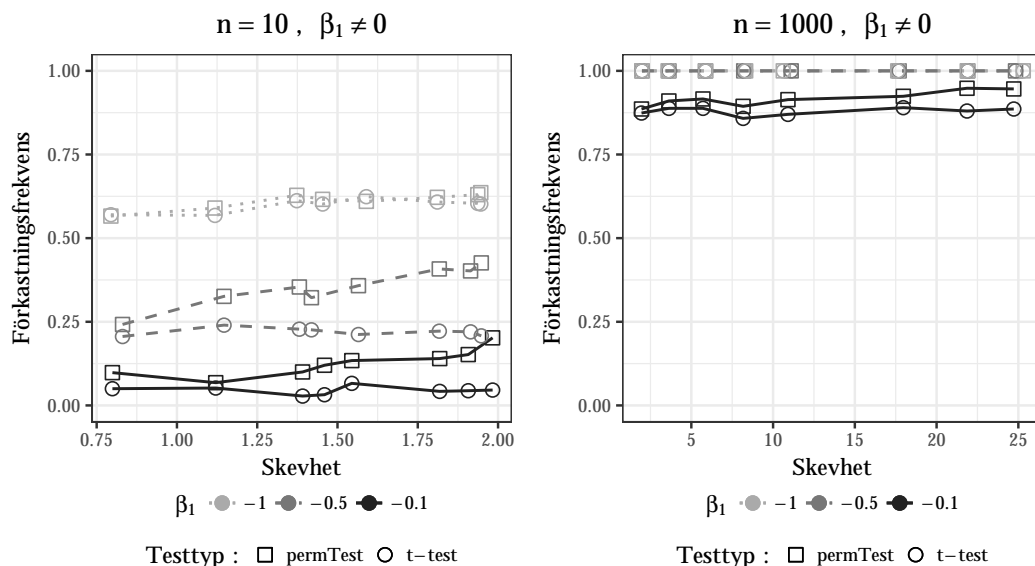 n = 10 , β₁ ≠ 0
Förkastningsfrekvens
1.00
0.75
0.50
0.25
0.00
0.75 1.00 1.25 1.50 1.75 2.00
Skevhet
β₁ −1 −0.5 −0.1
Testtyp : permTest t−test
n = 1000 , β₁ ≠ 0
Förkastningsfrekvens
1.00
0.75
0.50
0.25
0.00
5 10 15 20 25
Skevhet
β₁ −1 −0.5 −0.1
Testtyp : permTest t−test